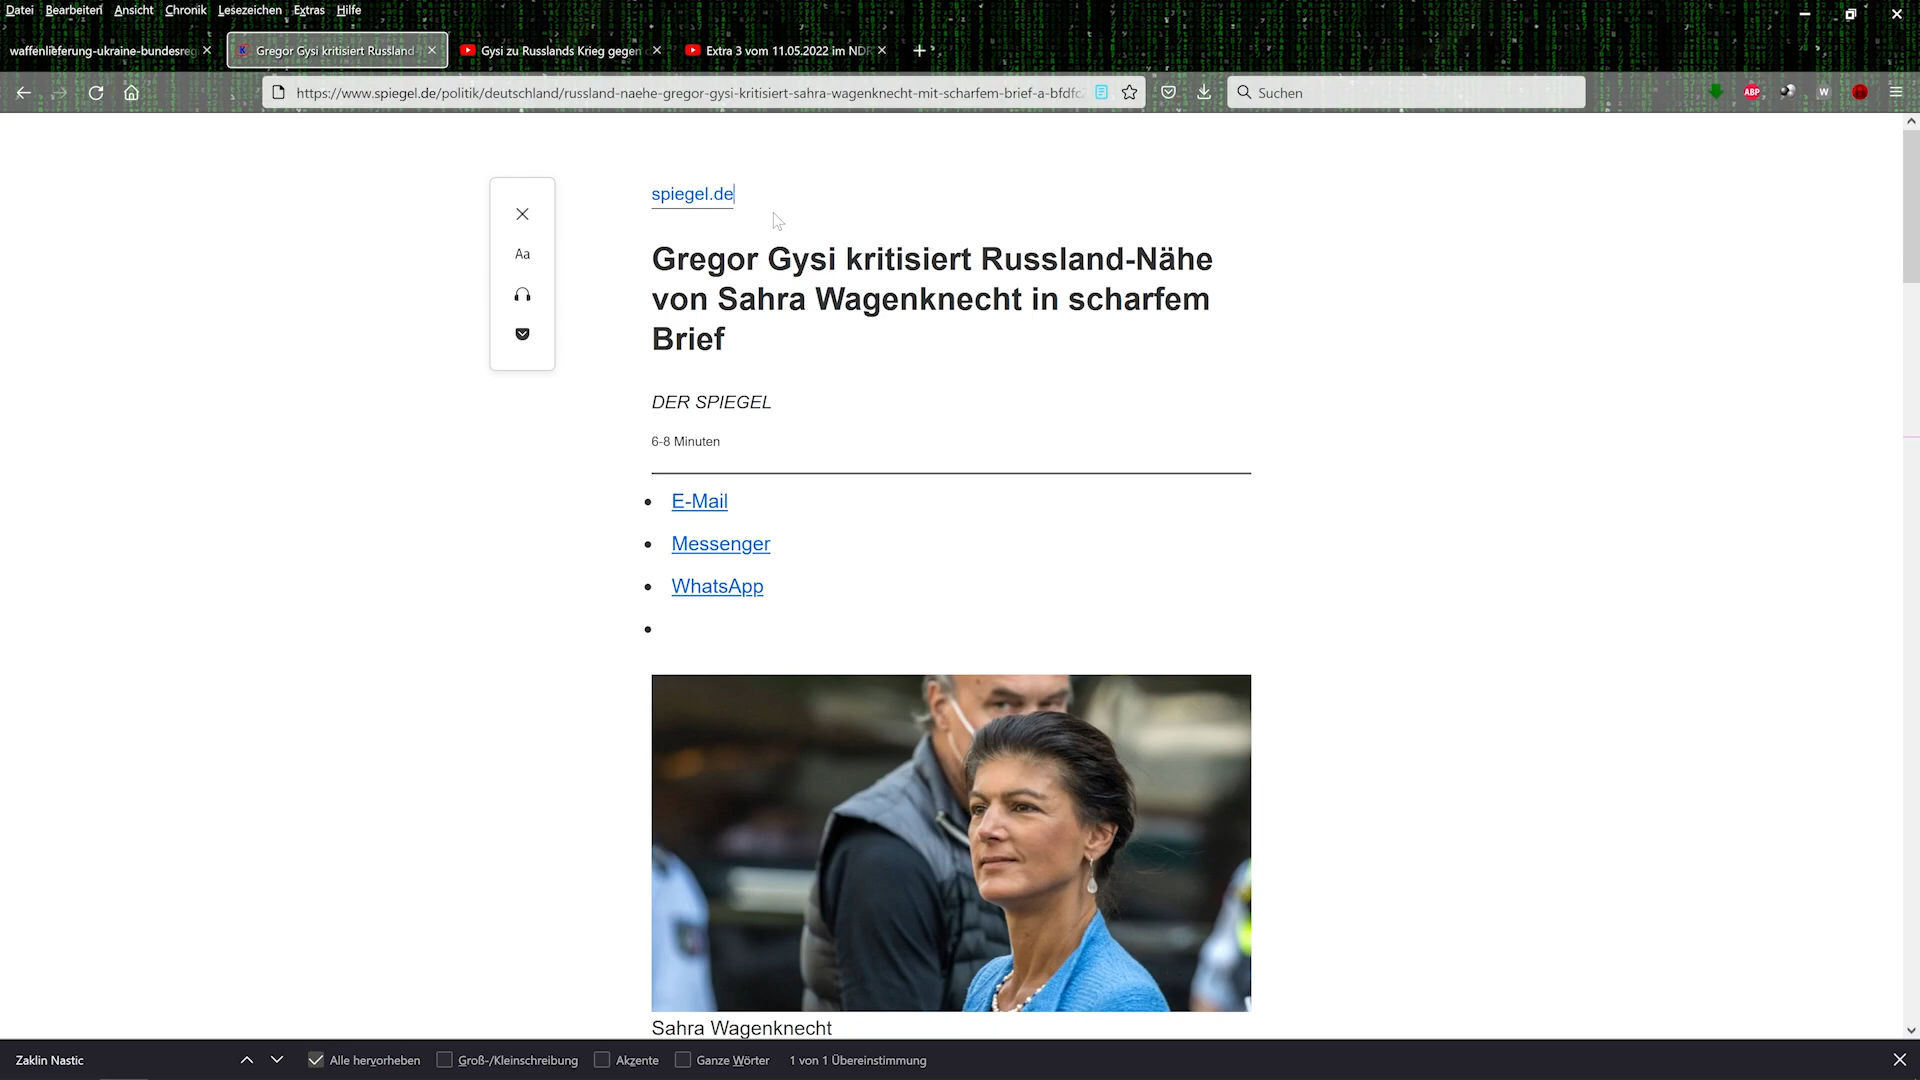 Datei Bearbeiten Ansicht Chronik Lesezeichen Extras Hilfe
waffenlieferung-ukraine-bundesreg
Gregor Gysi kritisiert Russland-
Gysi zu Russlands Krieg gegen
Extra 3 vom 11.05.2022 im NDR
https://www.spiegel.de/politik/deutschland/russland-naehe-gregor-gysi-kritisiert-sahra-wagenknecht-mit-scharfem-brief-a-bfdfc
Suchen
ABP
W
spiegel.de
Aa
Gregor Gysi kritisiert Russland-Nähe
von Sahra Wagenknecht in scharfem
Brief
DER SPIEGEL
6-8 Minuten
E-Mail
Messenger
WhatsApp
Sahra Wagenknecht
Zaklin Nastic
Alle hervorheben
Groß-/Kleinschreibung
Akzente
Ganze Wörter
1 von 1 Übereinstimmung